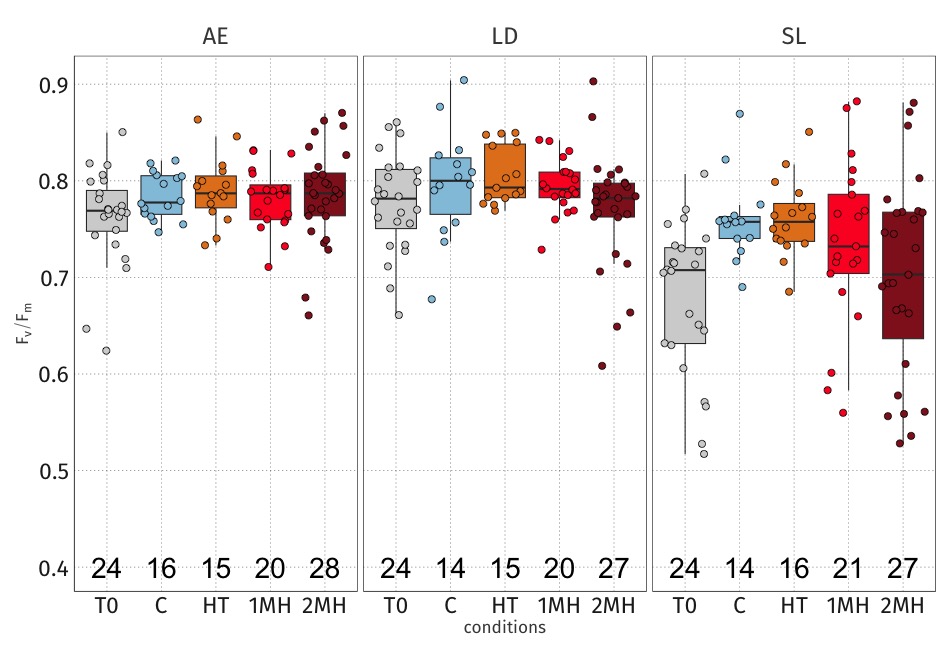 AE LD SL
0.9
0.8
0.7
0.6
0.5
0.4
Fv/Fm
24 16 15 20 28 24 14 15 20 27 24 14 16 21 27
T0 C HT 1MH 2MH T0 C HT 1MH 2MH T0 C HT 1MH 2MH
conditions